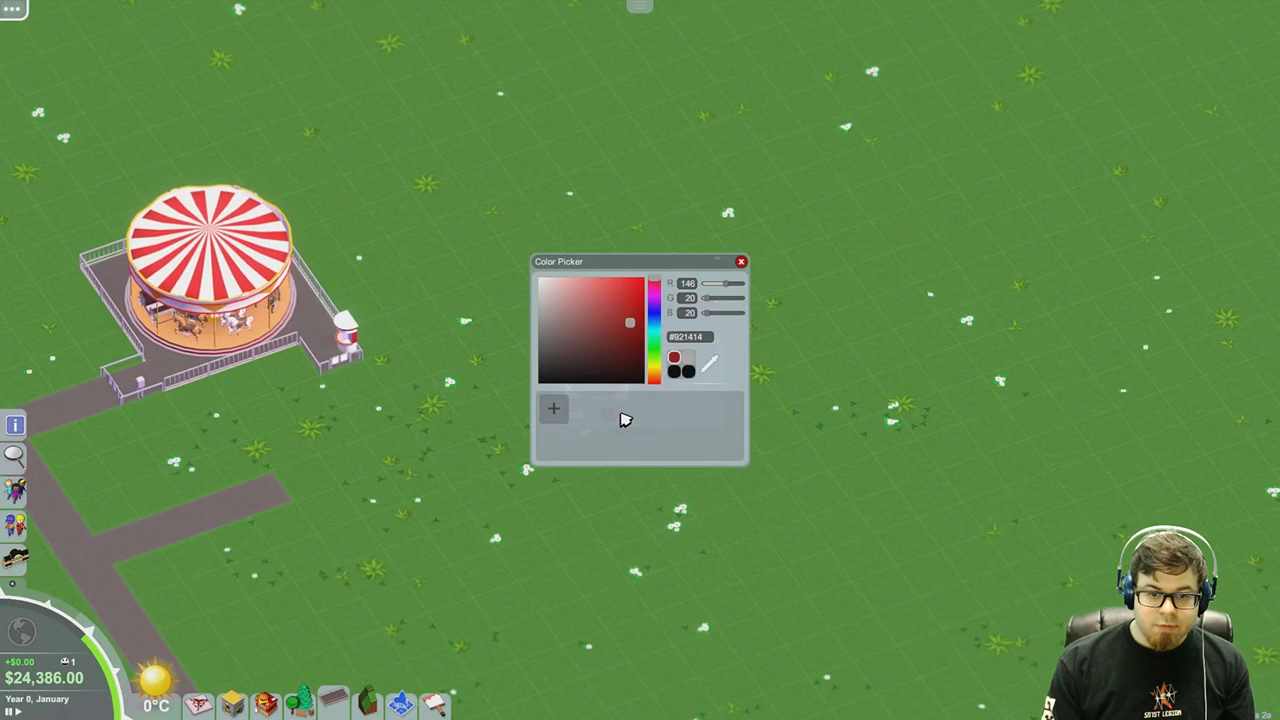 Color Picker
R 146
G 20
B 20
#921414
+
i
+$0.00 1
$24,386.00
Year 0, January
0°C